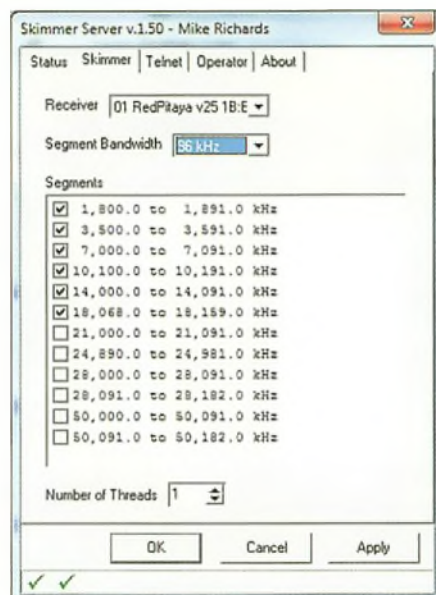 Skimmer Server v.1.50 - Mike Richards
Status Skimmer Telnet Operator About
Receiver 01 RedPitaya v25 1B:E
Segment Bandwidth 96 kHz
Segments
1,800.0 to 1,891.0 kHz
3,500.0 to 3,591.0 kHz
7,000.0 to 7,091.0 kHz
10,100.0 to 10,191.0 kHz
14,000.0 to 14,091.0 kHz
18,068.0 to 18,159.0 kHz
21,000.0 to 21,091.0 kHz
24,890.0 to 24,981.0 kHz
28,000.0 to 28,091.0 kHz
28,091.0 to 28,182.0 kHz
50,000.0 to 50,091.0 kHz
50,091.0 to 50,182.0 kHz
Number of Threads 1
OK Cancel Apply